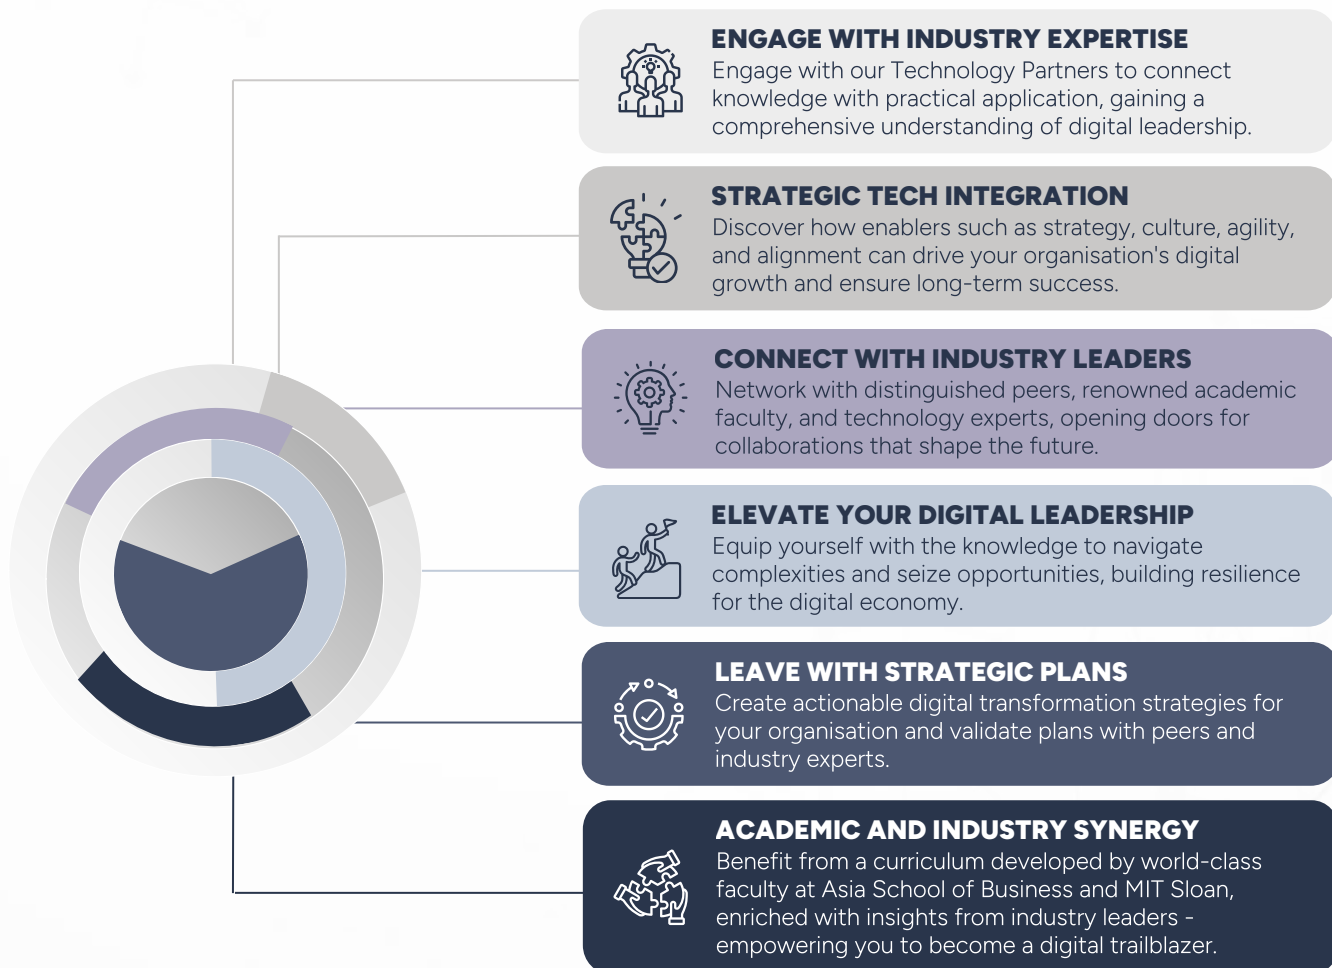 ENGAGE WITH INDUSTRY EXPERTISE
Engage with our Technology Partners to connect
knowledge with practical application, gaining a
comprehensive understanding of digital leadership.
STRATEGIC TECH INTEGRATION
Discover how enablers such as strategy, culture, agility,
and alignment can drive your organisation's digital
growth and ensure long-term success.
CONNECT WITH INDUSTRY LEADERS
Network with distinguished peers, renowned academic
faculty, and technology experts, opening doors for
collaborations that shape the future.
ELEVATE YOUR DIGITAL LEADERSHIP
Equip yourself with the knowledge to navigate
complexities and seize opportunities, building resilience
for the digital economy.
LEAVE WITH STRATEGIC PLANS
Create actionable digital transformation strategies for
your organisation and validate plans with peers and
industry experts.
ACADEMIC AND INDUSTRY SYNERGY
Benefit from a curriculum developed by world-class
faculty at Asia School of Business and MIT Sloan,
enriched with insights from industry leaders -
empowering you to become a digital trailblazer.